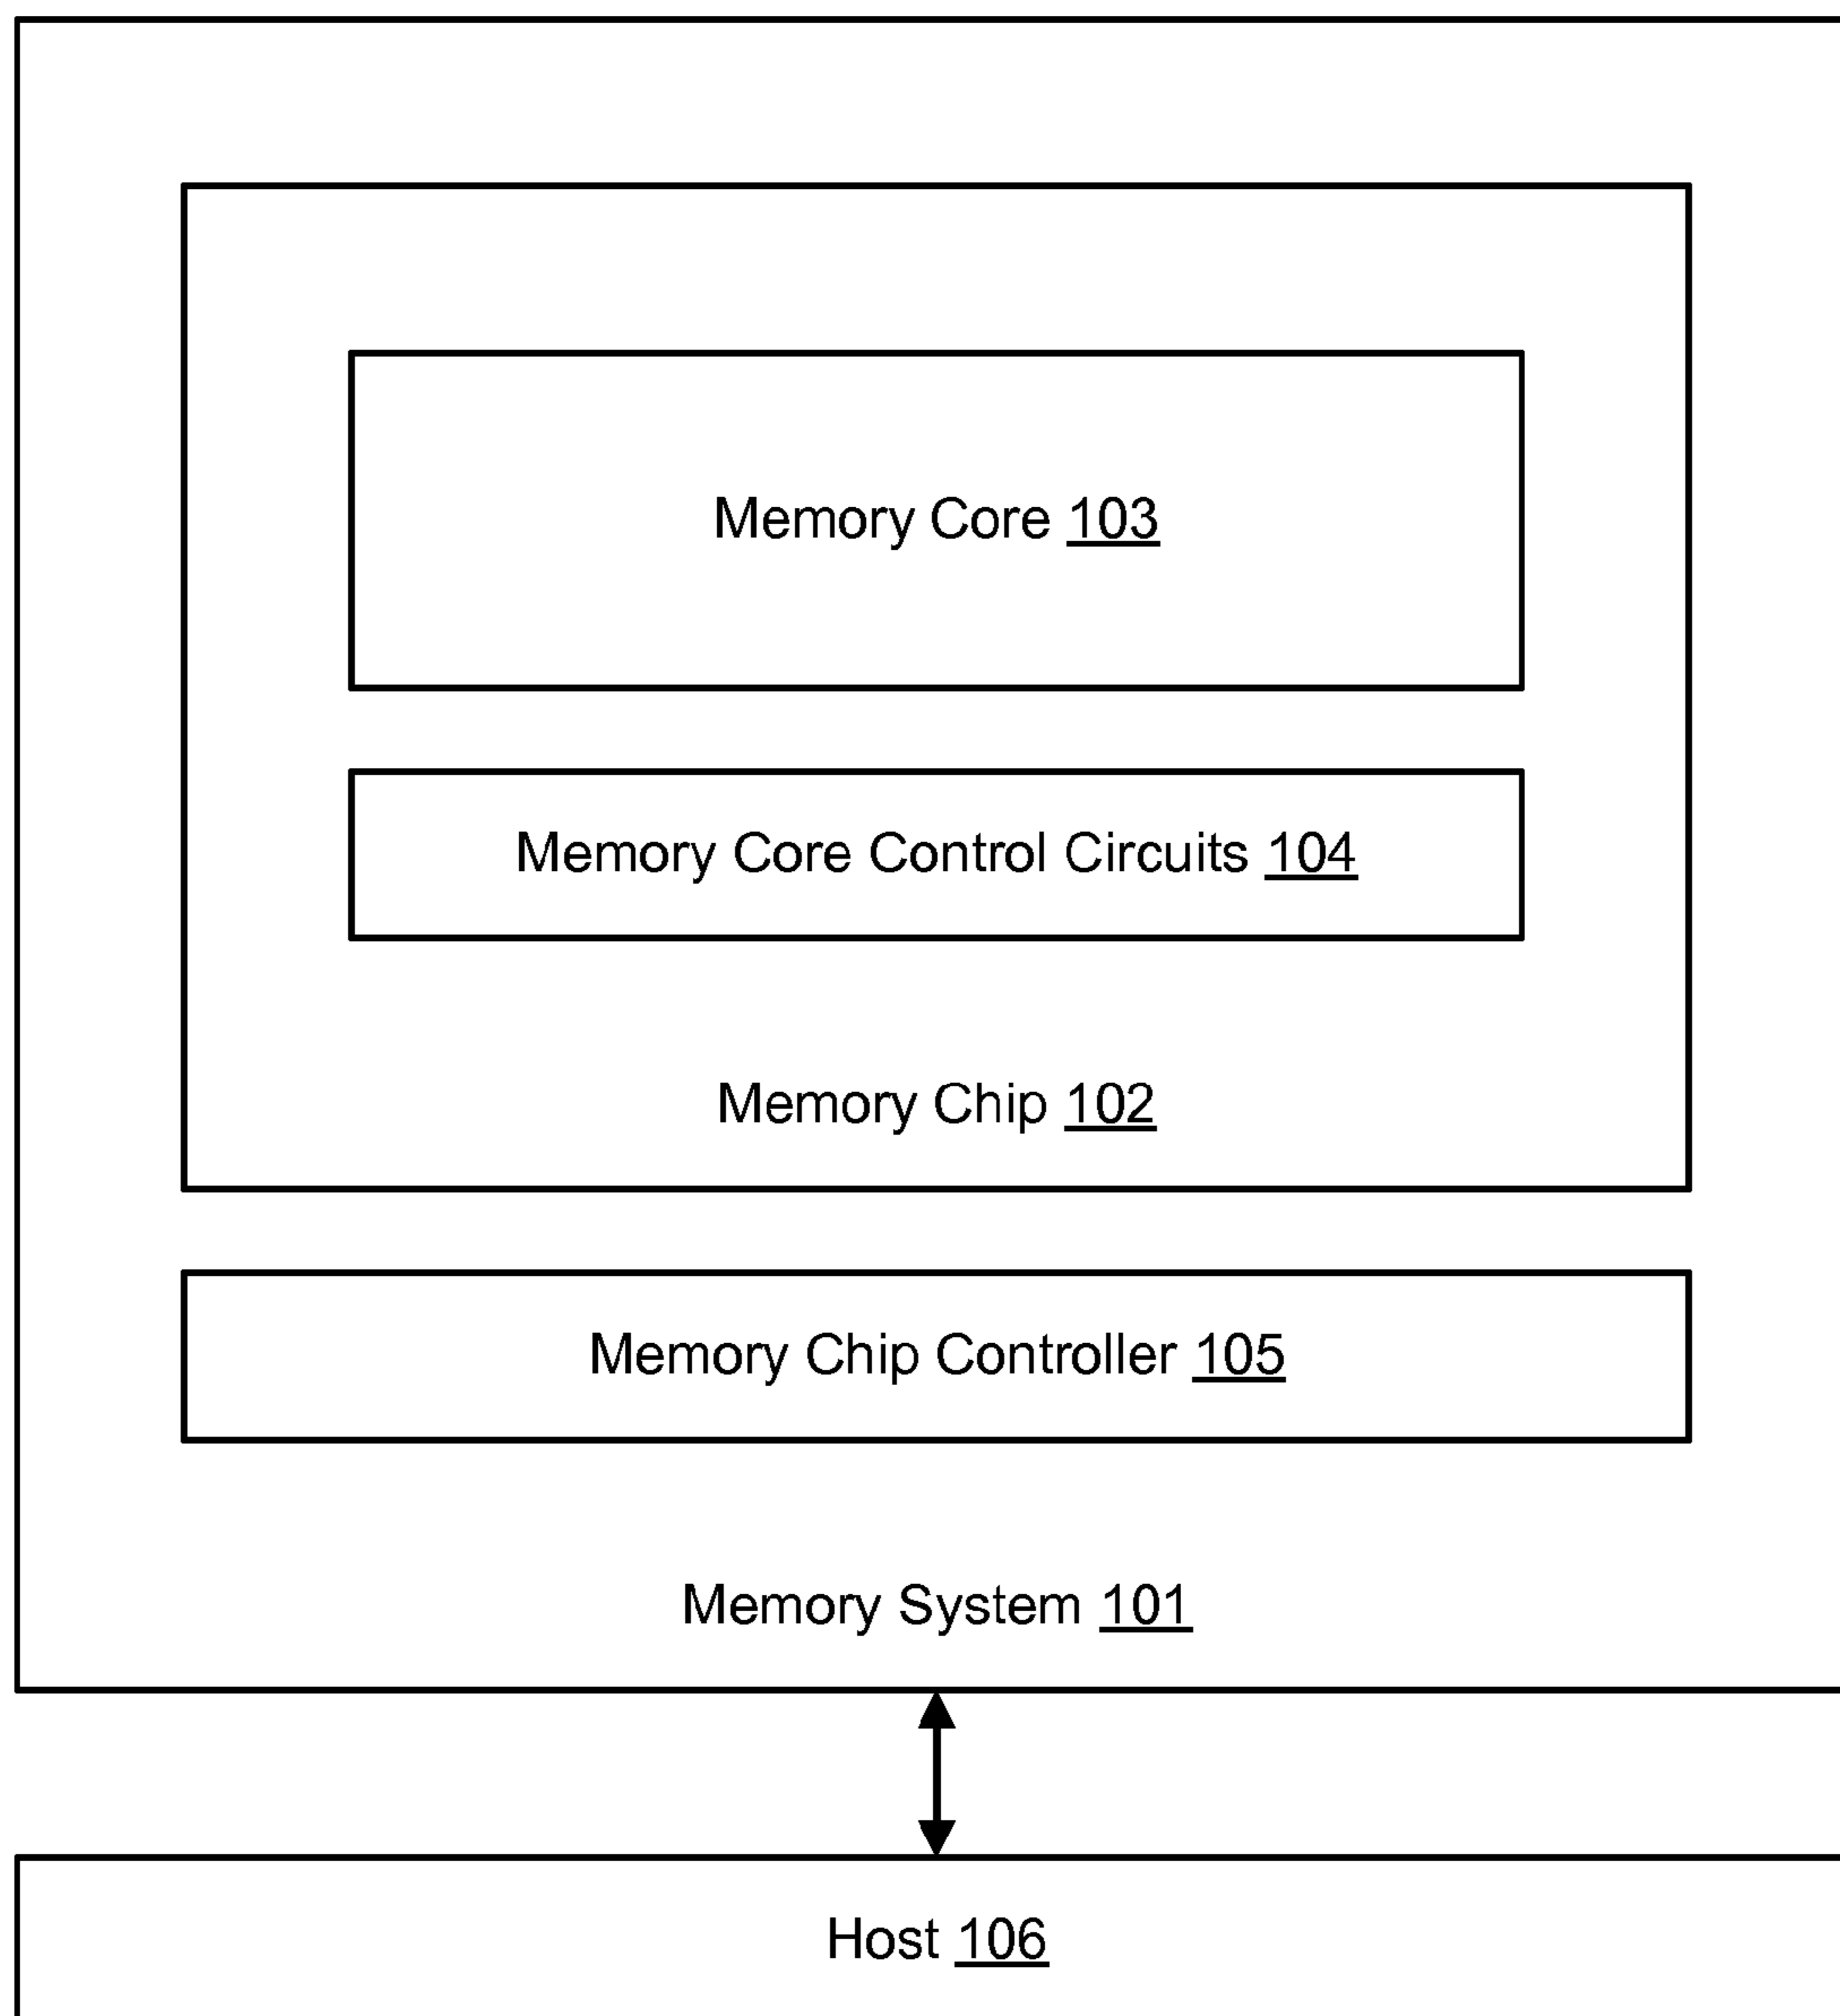 Memory Core 103
Memory Core Control Circuits 104
Memory Chip 102
Memory Chip Controller 105
Memory System 101
Host 106